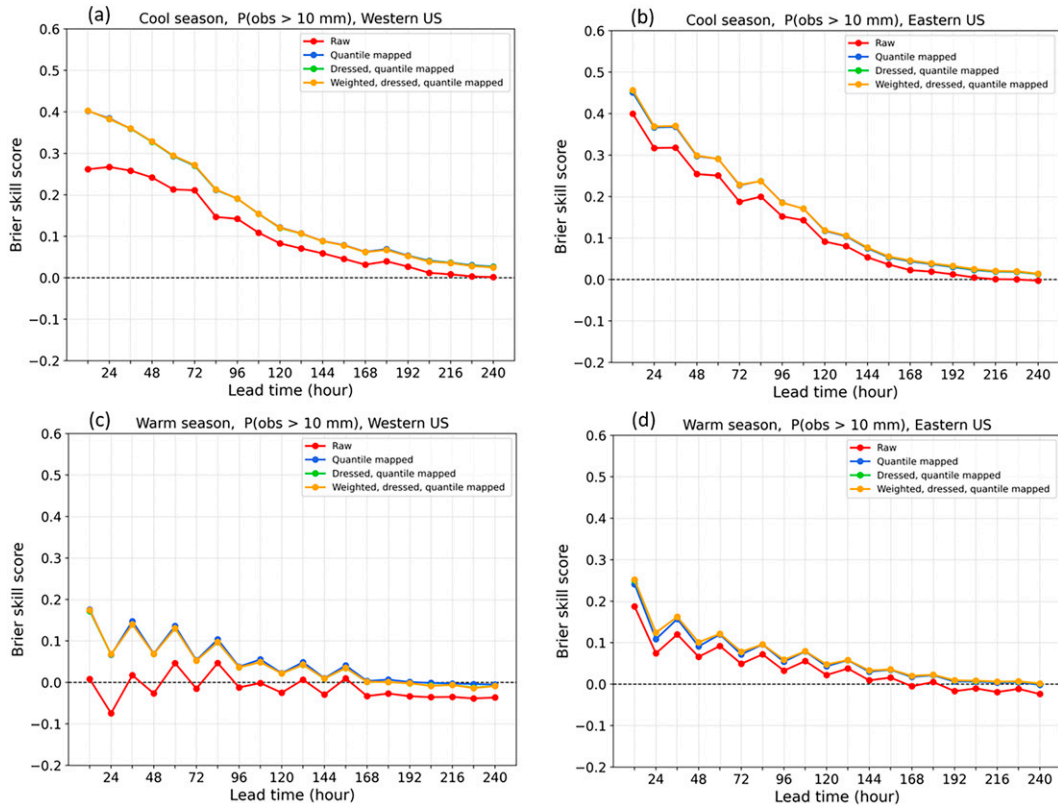 (a) Cool season, P(obs > 10 mm), Western US
0.6
0.5
0.4
0.3
0.2
0.1
0.0
−0.1
−0.2
Brier skill score
Raw
Quantile mapped
Dressed, quantile mapped
Weighted, dressed, quantile mapped
24 48 72 96 120 144 168 192 216 240
Lead time (hour)
(b) Cool season, P(obs > 10 mm), Eastern US
0.6
0.5
0.4
0.3
0.2
0.1
0.0
−0.1
−0.2
Brier skill score
Raw
Quantile mapped
Dressed, quantile mapped
Weighted, dressed, quantile mapped
24 48 72 96 120 144 168 192 216 240
Lead time (hour)
(c) Warm season, P(obs > 10 mm), Western US
0.6
0.5
0.4
0.3
0.2
0.1
0.0
−0.1
−0.2
Brier skill score
Raw
Quantile mapped
Dressed, quantile mapped
Weighted, dressed, quantile mapped
24 48 72 96 120 144 168 192 216 240
Lead time (hour)
(d) Warm season, P(obs > 10 mm), Eastern US
0.6
0.5
0.4
0.3
0.2
0.1
0.0
−0.1
−0.2
Brier skill score
Raw
Quantile mapped
Dressed, quantile mapped
Weighted, dressed, quantile mapped
24 48 72 96 120 144 168 192 216 240
Lead time (hour)